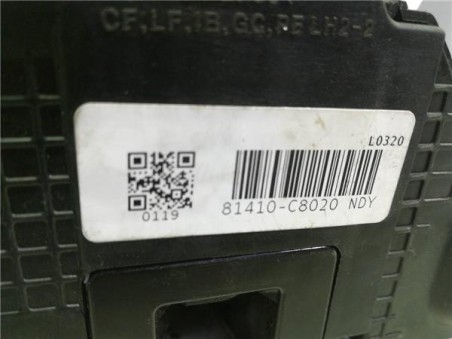 CF,LF,IB,GC,PB LH2-2
L0320
0119
81410-C8020 NDY